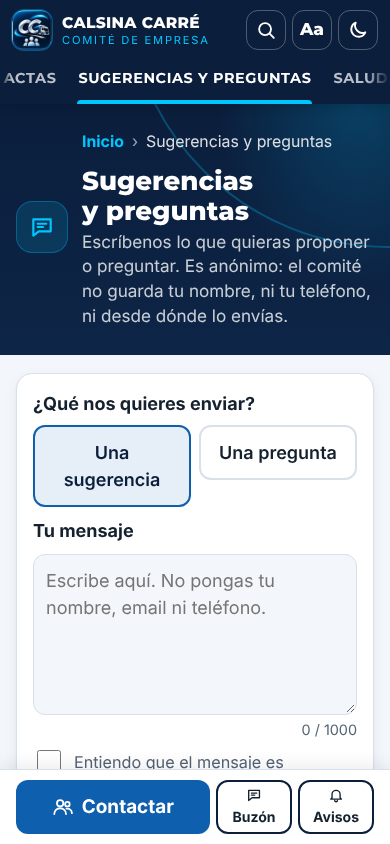 CALSINA CARRÉ
COMITÉ DE EMPRESA
Aa
ACTAS SUGERENCIAS Y PREGUNTAS SALUD
Inicio › Sugerencias y preguntas
Sugerencias
y preguntas
Escríbenos lo que quieras proponer
o preguntar. Es anónimo: el comité
no guarda tu nombre, ni tu teléfono,
ni desde dónde lo envías.
¿Qué nos quieres enviar?
Una
sugerencia
Una pregunta
Tu mensaje
Escribe aquí. No pongas tu
nombre, email ni teléfono.
0 / 1000
Entiendo que el mensaje es
Contactar
Buzón
Avisos